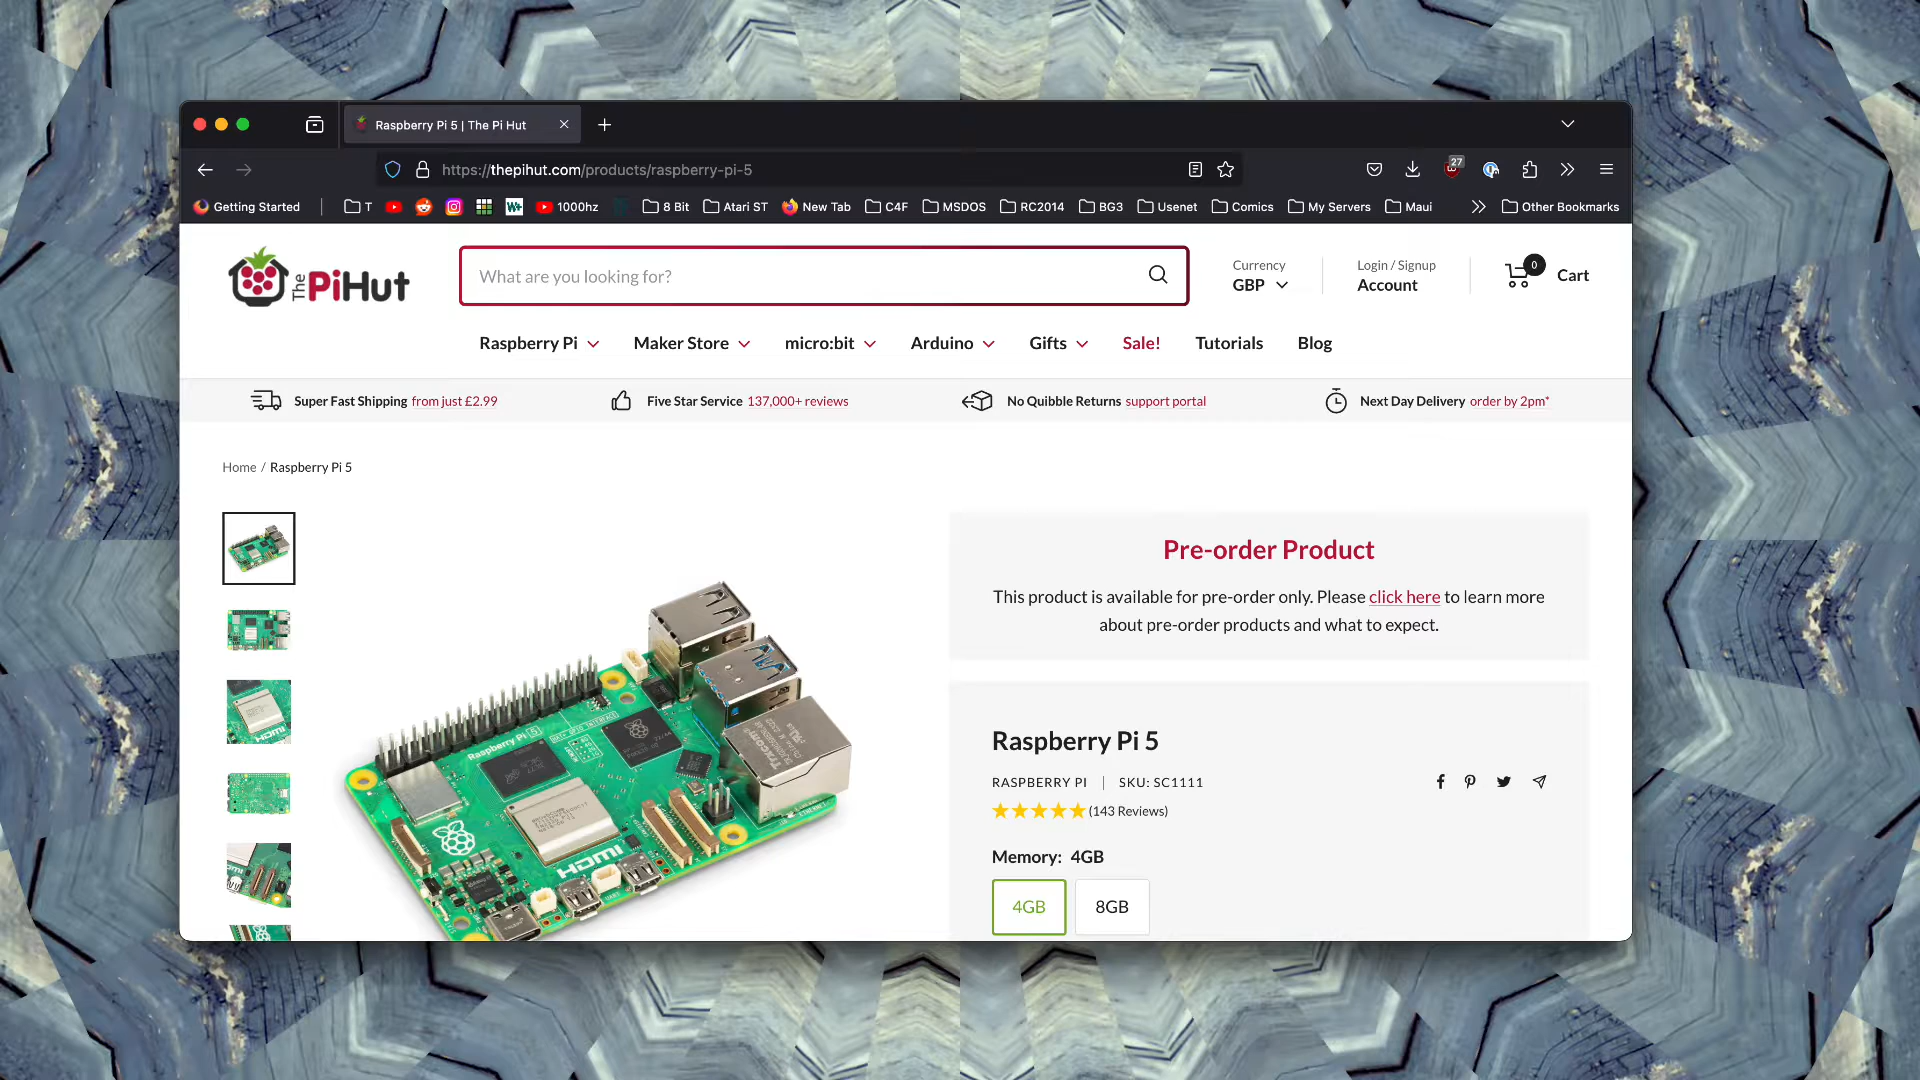 Raspberry Pi 5 | The Pi Hut
https://thepihut.com/products/raspberry-pi-5
27
Getting Started
T
1000hz
8 Bit
Atari ST
New Tab
C4F
MSDOS
RC2014
BG3
Usenet
Comics
My Servers
Maui
Other Bookmarks
The PiHut
What are you looking for?
Currency
GBP
Login / Signup
Account
0
Cart
Raspberry Pi
Maker Store
micro:bit
Arduino
Gifts
Sale!
Tutorials
Blog
Super Fast Shipping from just £2.99
Five Star Service 137,000+ reviews
No Quibble Returns support portal
Next Day Delivery order by 2pm*
Home / Raspberry Pi 5
Pre-order Product
This product is available for pre-order only. Please click here to learn more
about pre-order products and what to expect.
Raspberry Pi 5
HDMI
Raspberry Pi 5
RASPBERRY PI | SKU: SC1111
(143 Reviews)
Memory: 4GB
4GB
8GB